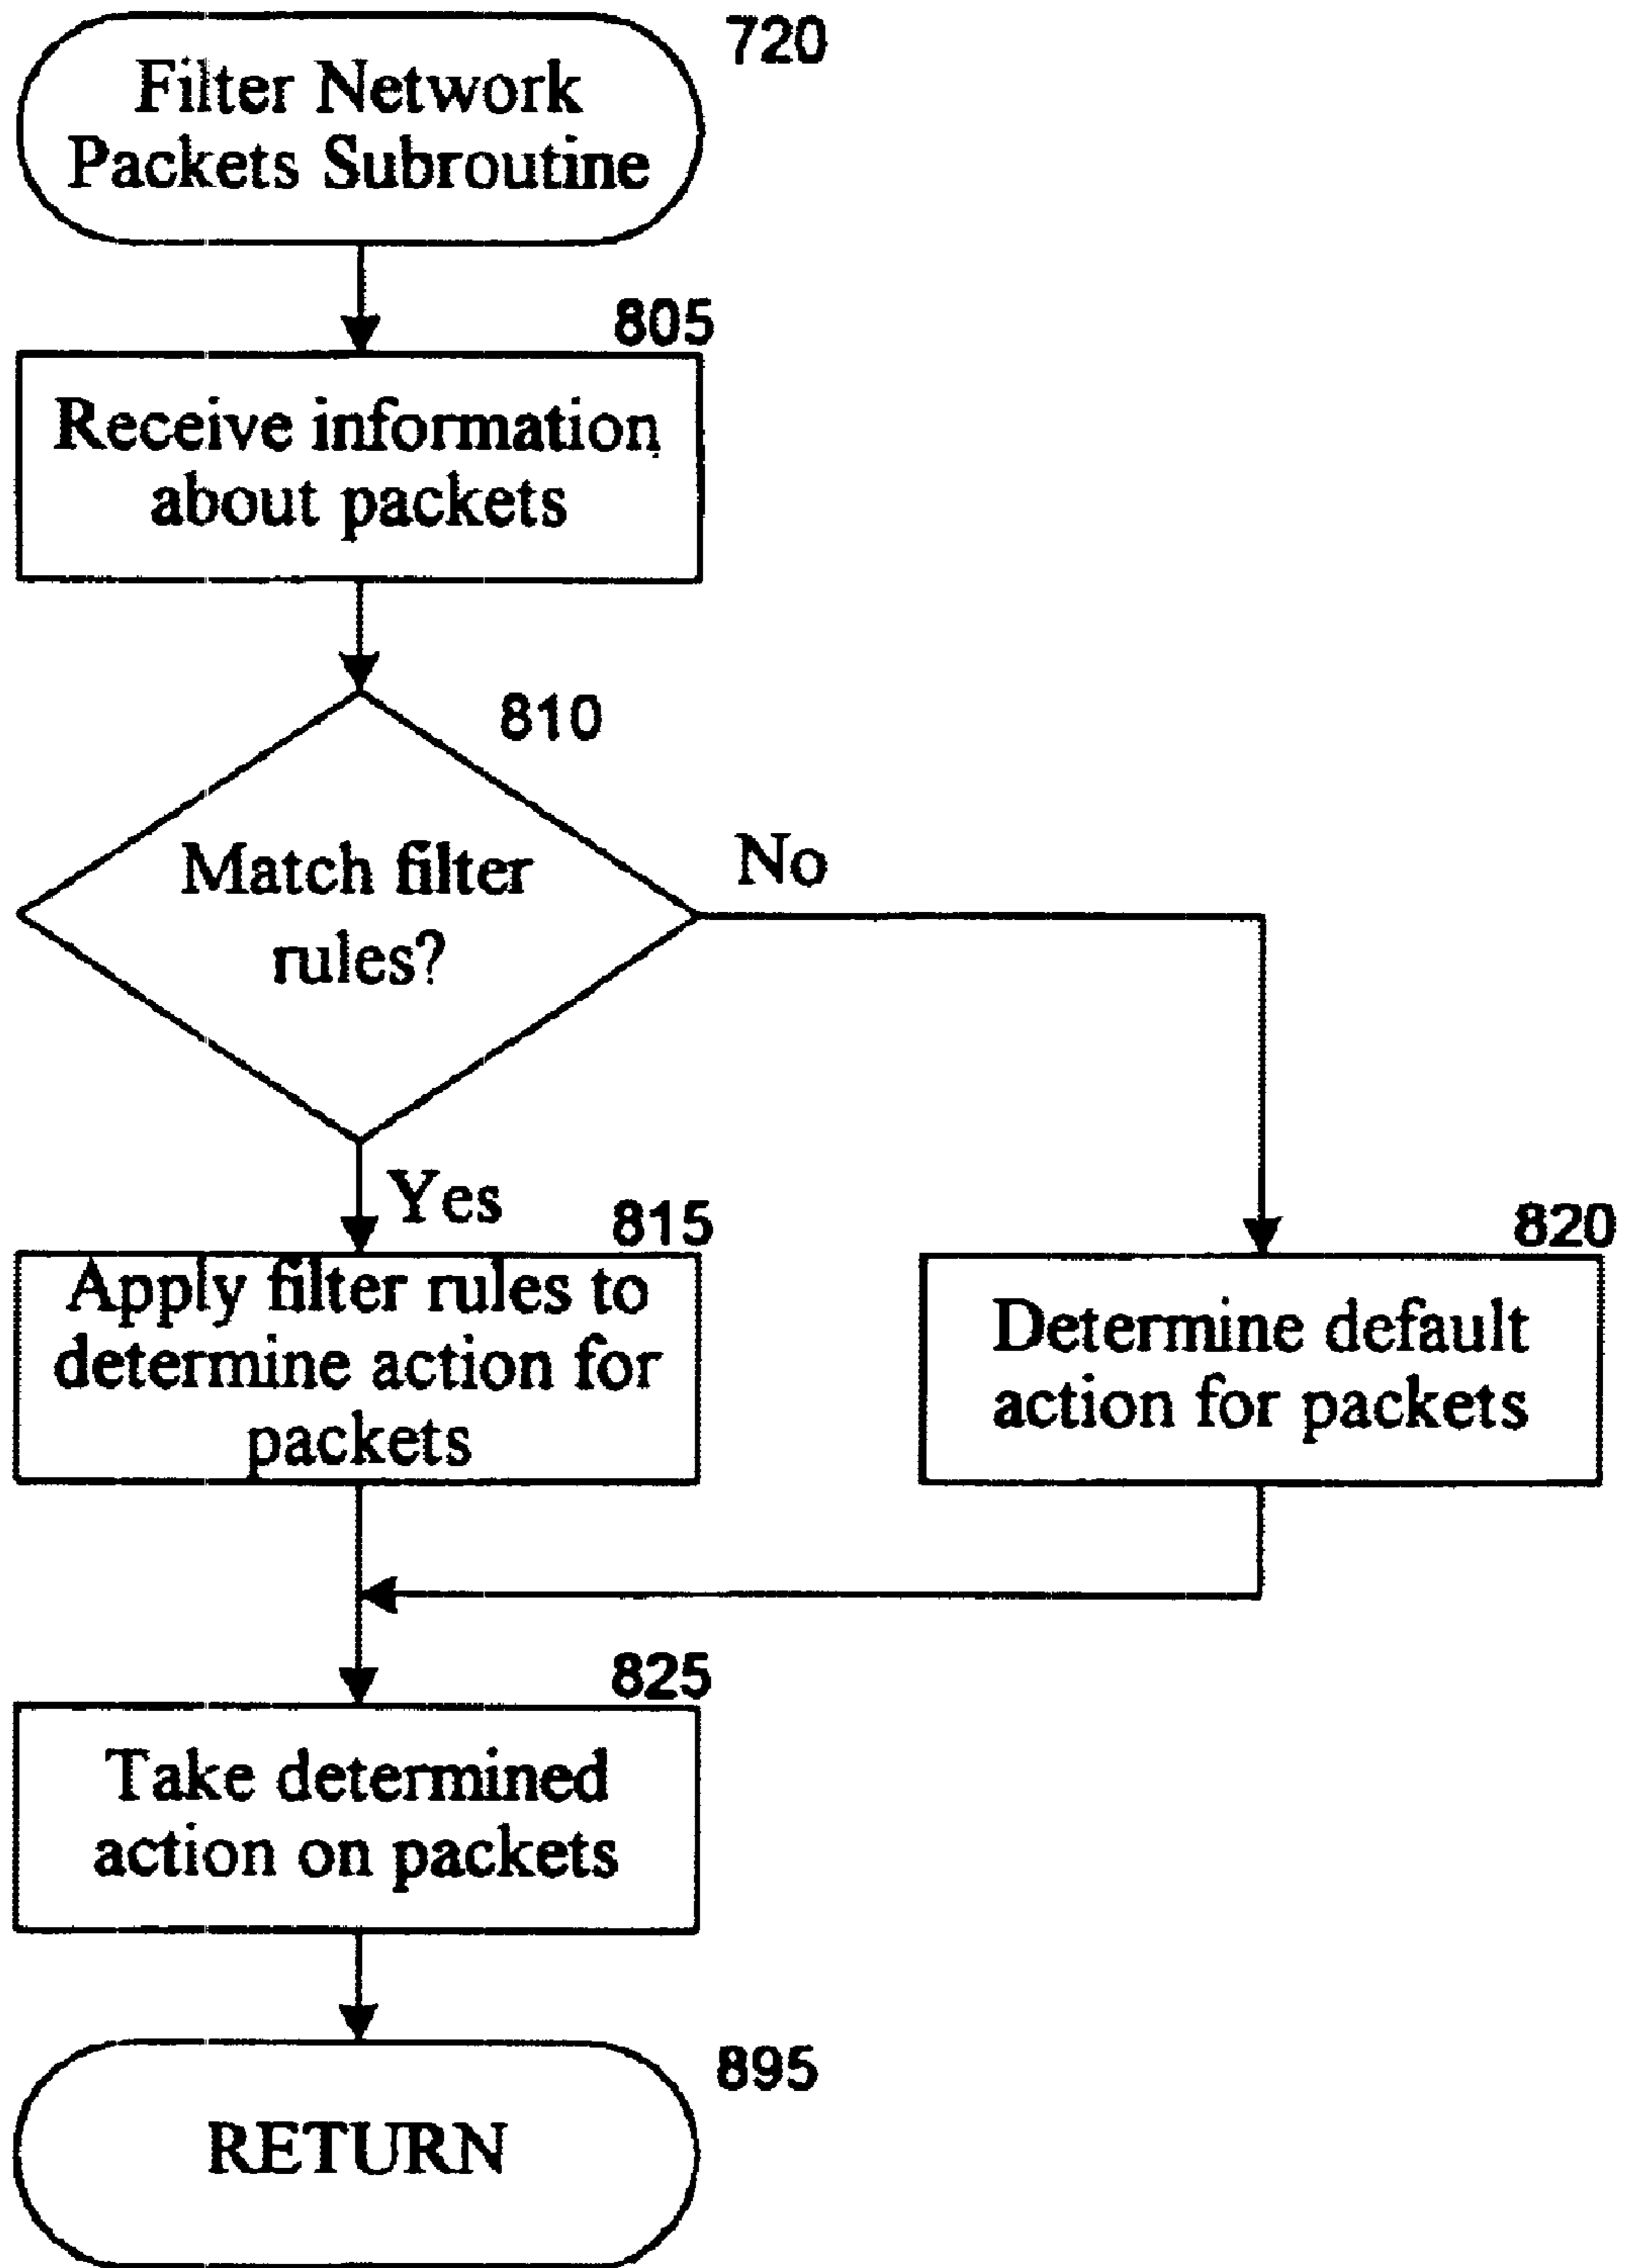 720
Filter Network
Packets Subroutine
805
Receive information
about packets
810
Match filter
rules?
No
Yes
815
Apply filter rules to
determine action for
packets
820
Determine default
action for packets
825
Take determined
action on packets
895
RETURN